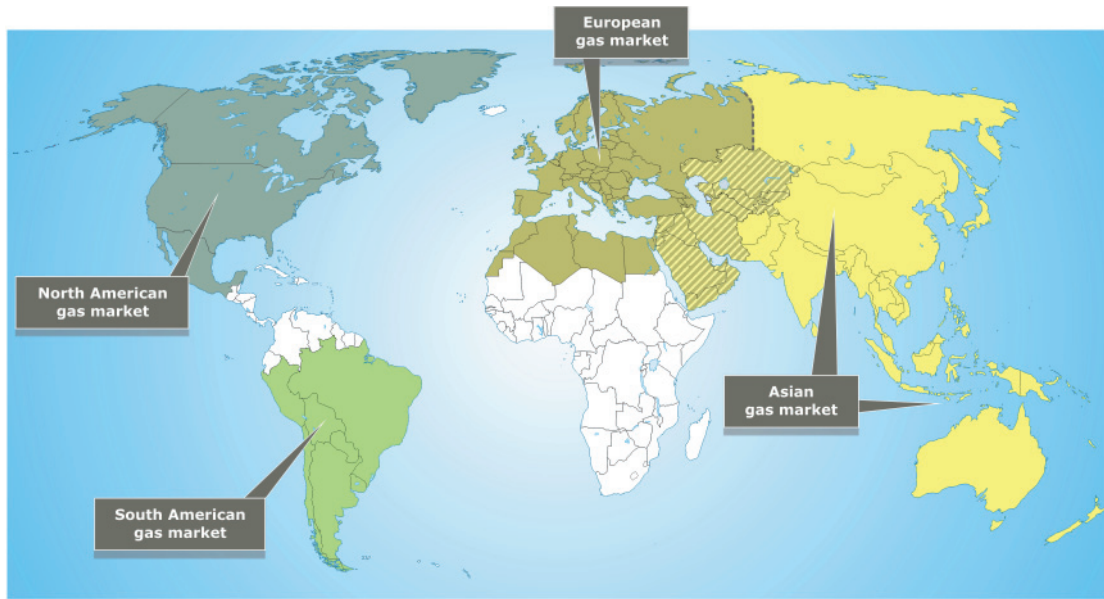 European
gas market
North American
gas market
Asian
gas market
South American
gas market